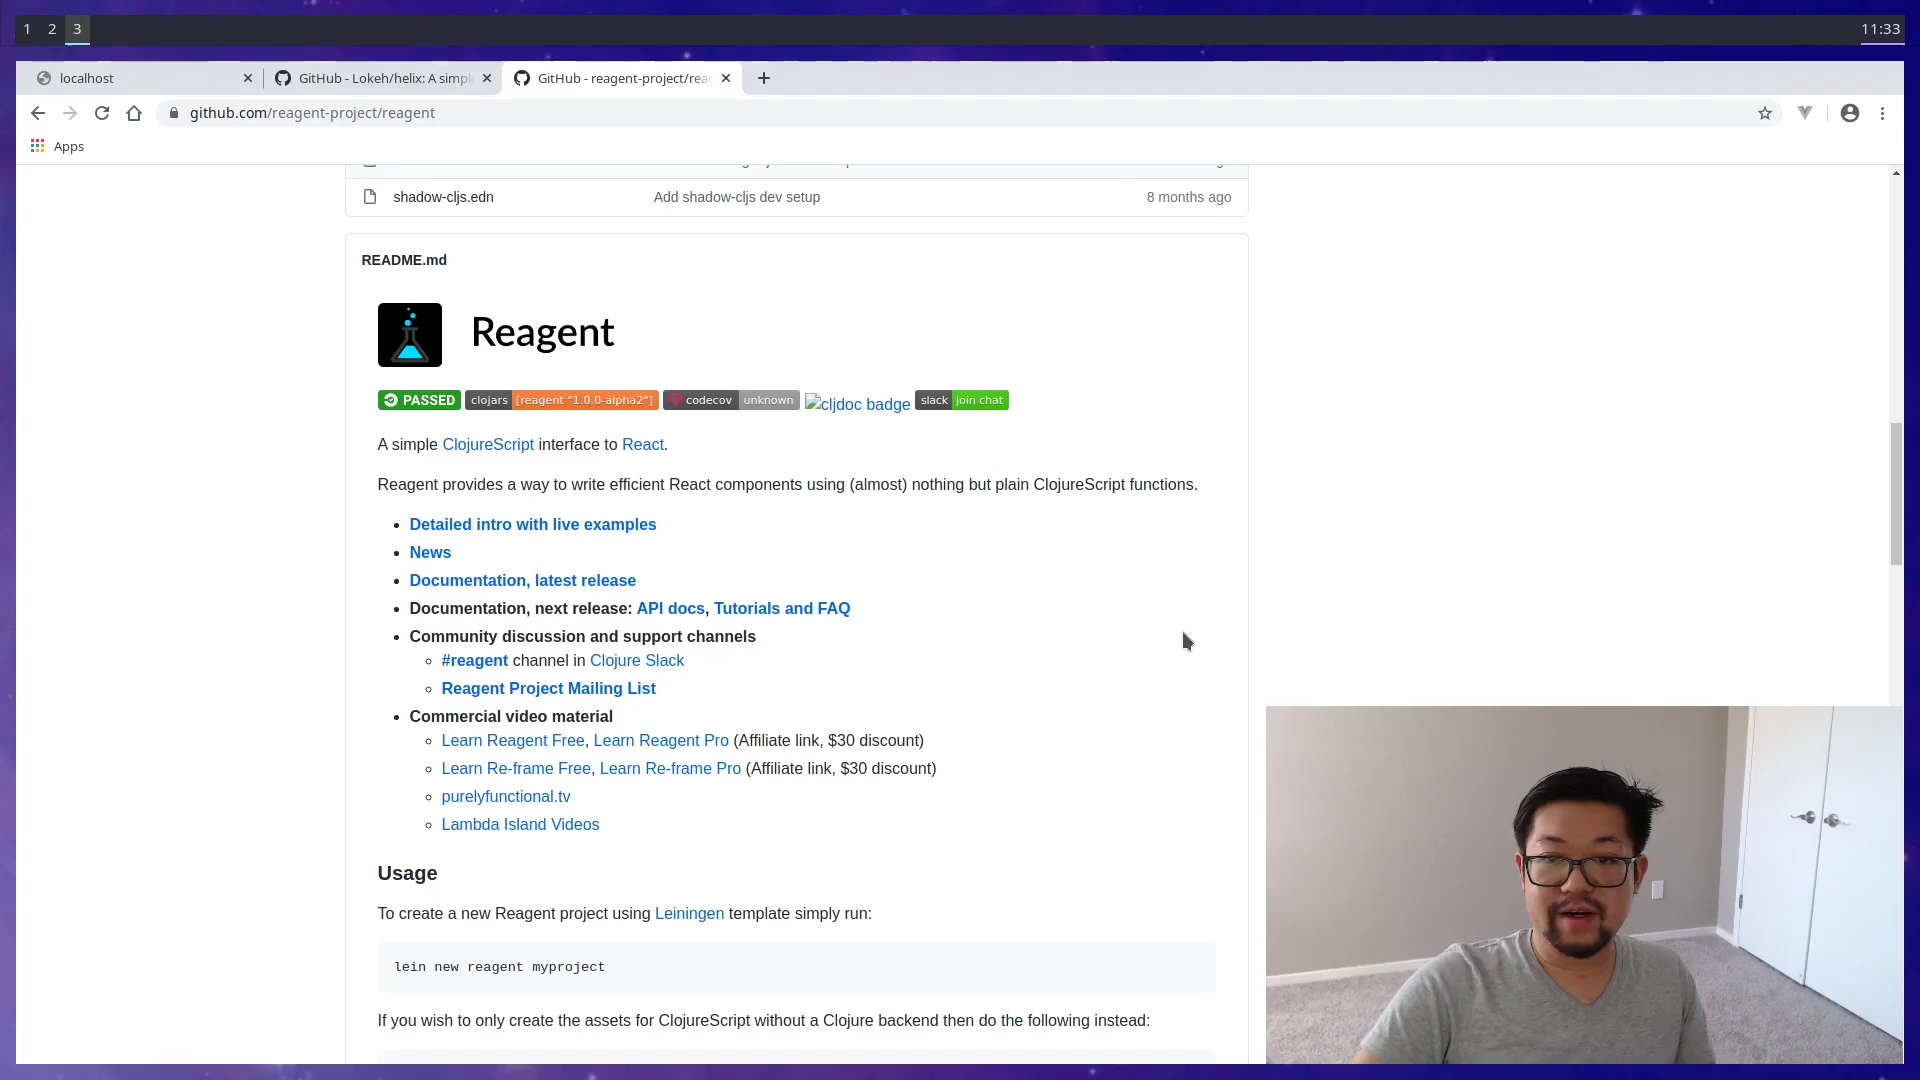 1 2 3
11:33
localhost
GitHub - Lokeh/helix: A simpl
GitHub - reagent-project/rea
github.com/reagent-project/reagent
Apps
shadow-cljs.edn Add shadow-cljs dev setup 8 months ago
README.md
Reagent
PASSED clojars [reagent "1.0.0-alpha2"] codecov unknown cljdoc badge slack join chat
A simple ClojureScript interface to React.
Reagent provides a way to write efficient React components using (almost) nothing but plain ClojureScript functions.
Detailed intro with live examples
News
Documentation, latest release
Documentation, next release: API docs, Tutorials and FAQ
Community discussion and support channels
#reagent channel in Clojure Slack
Reagent Project Mailing List
Commercial video material
Learn Reagent Free, Learn Reagent Pro (Affiliate link, $30 discount)
Learn Re-frame Free, Learn Re-frame Pro (Affiliate link, $30 discount)
purelyfunctional.tv
Lambda Island Videos
Usage
To create a new Reagent project using Leiningen template simply run:
lein new reagent myproject
If you wish to only create the assets for ClojureScript without a Clojure backend then do the following instead: